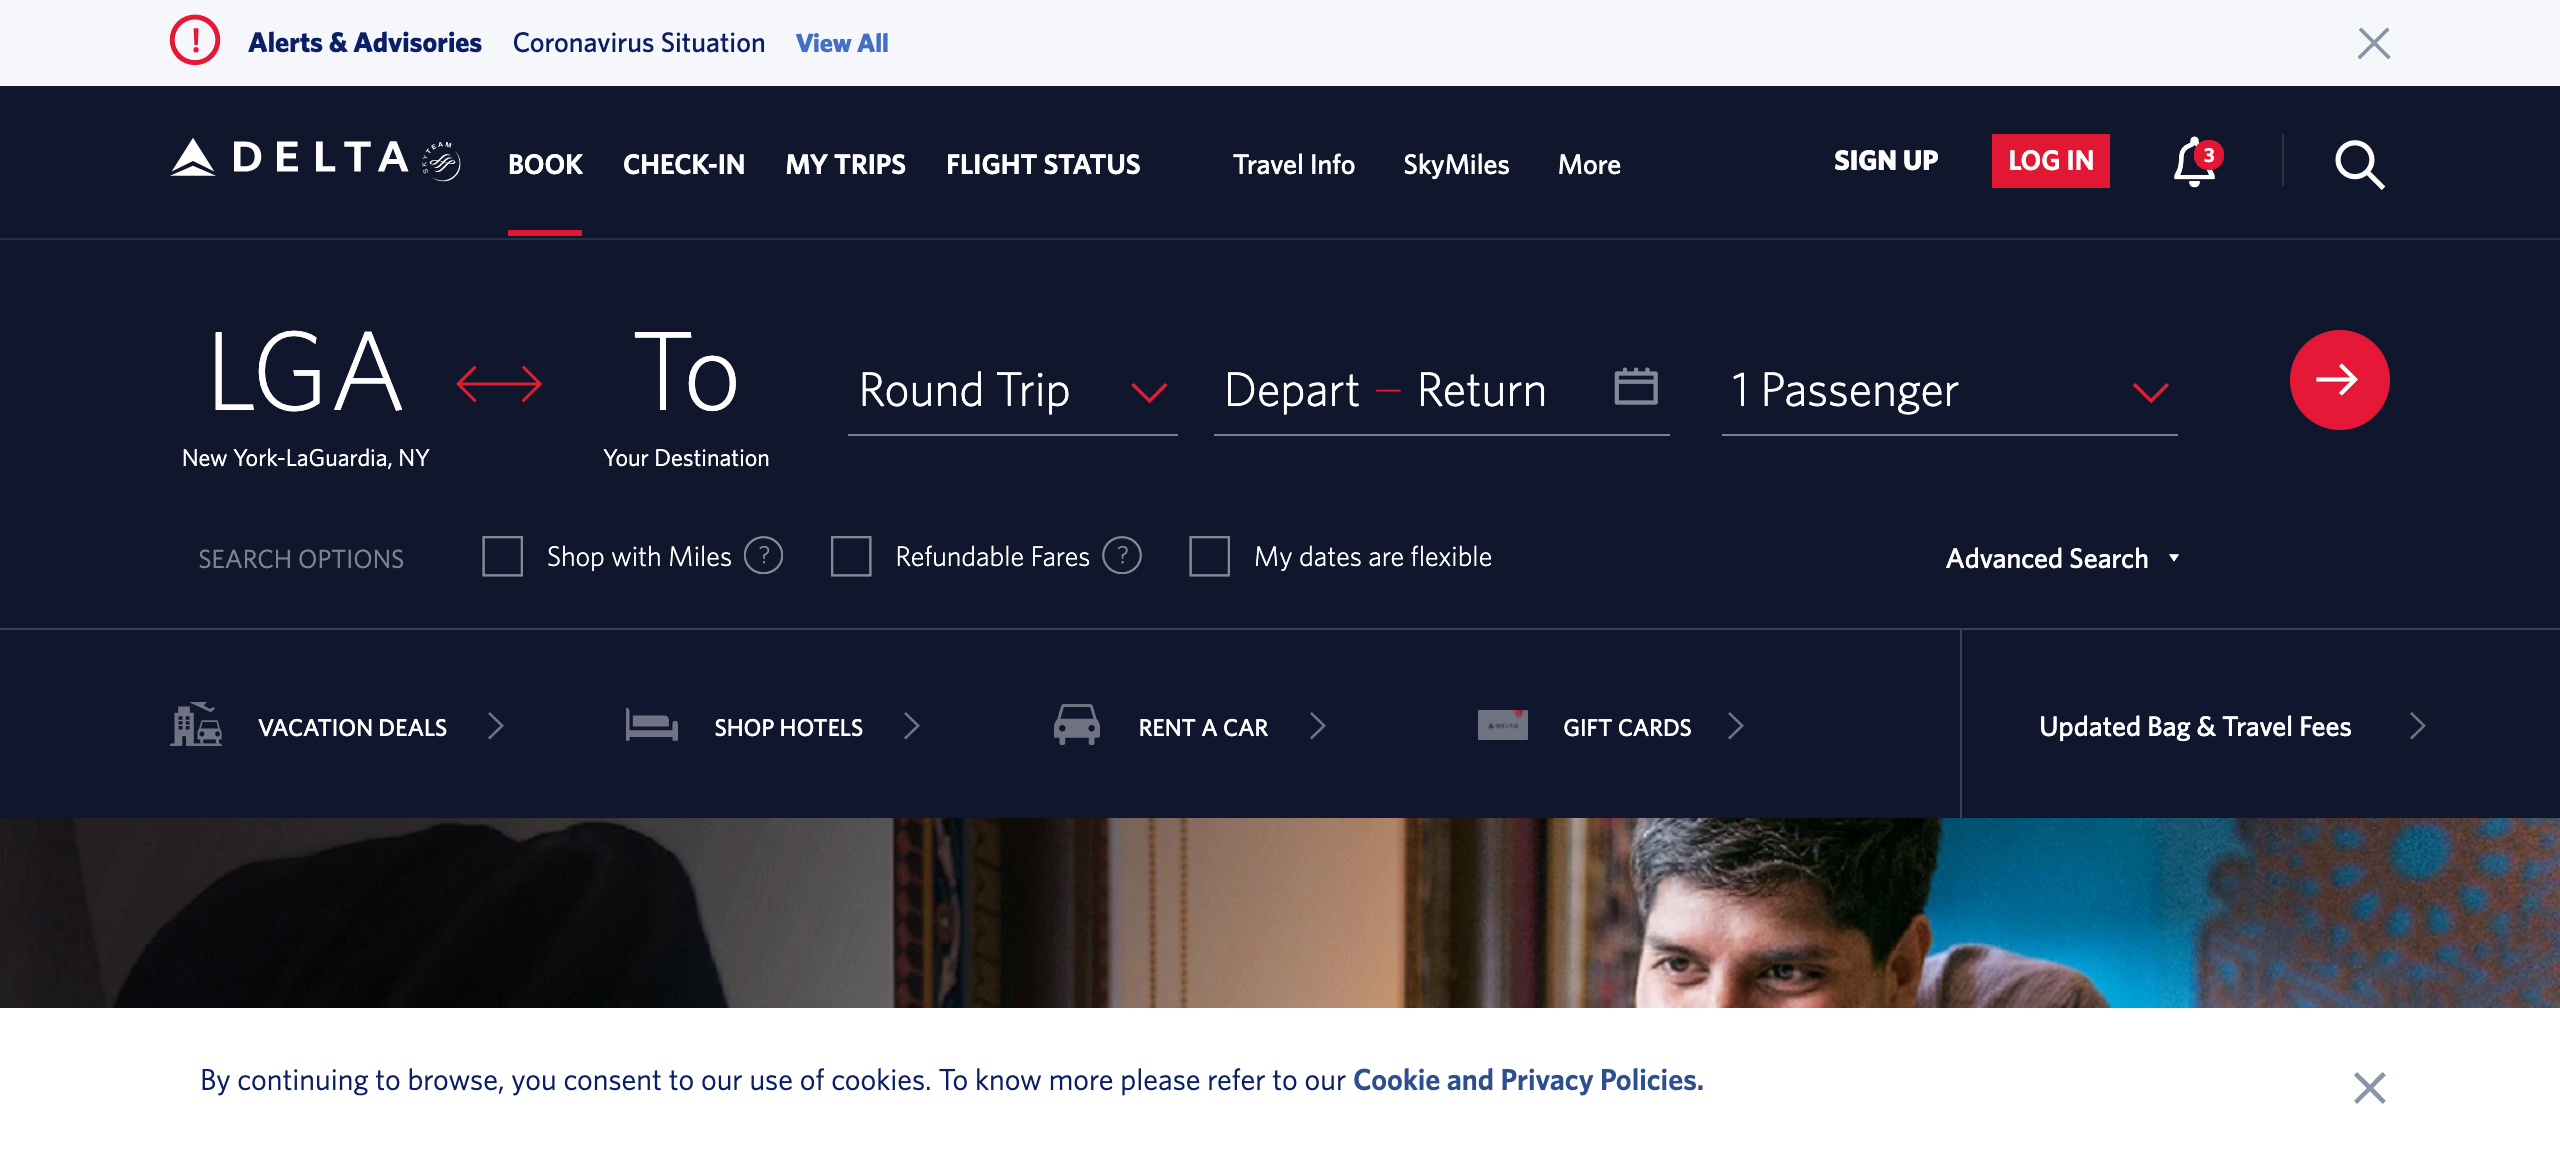 Alerts & Advisories Coronavirus Situation View All
DELTA SKYTEAM BOOK CHECK-IN MY TRIPS FLIGHT STATUS Travel Info SkyMiles More SIGN UP LOG IN 3
LGA To Round Trip Depart – Return 1 Passenger
New York-LaGuardia, NY Your Destination
SEARCH OPTIONS Shop with Miles ? Refundable Fares ? My dates are flexible Advanced Search
VACATION DEALS SHOP HOTELS RENT A CAR GIFT CARDS Updated Bag & Travel Fees
By continuing to browse, you consent to our use of cookies. To know more please refer to our Cookie and Privacy Policies.